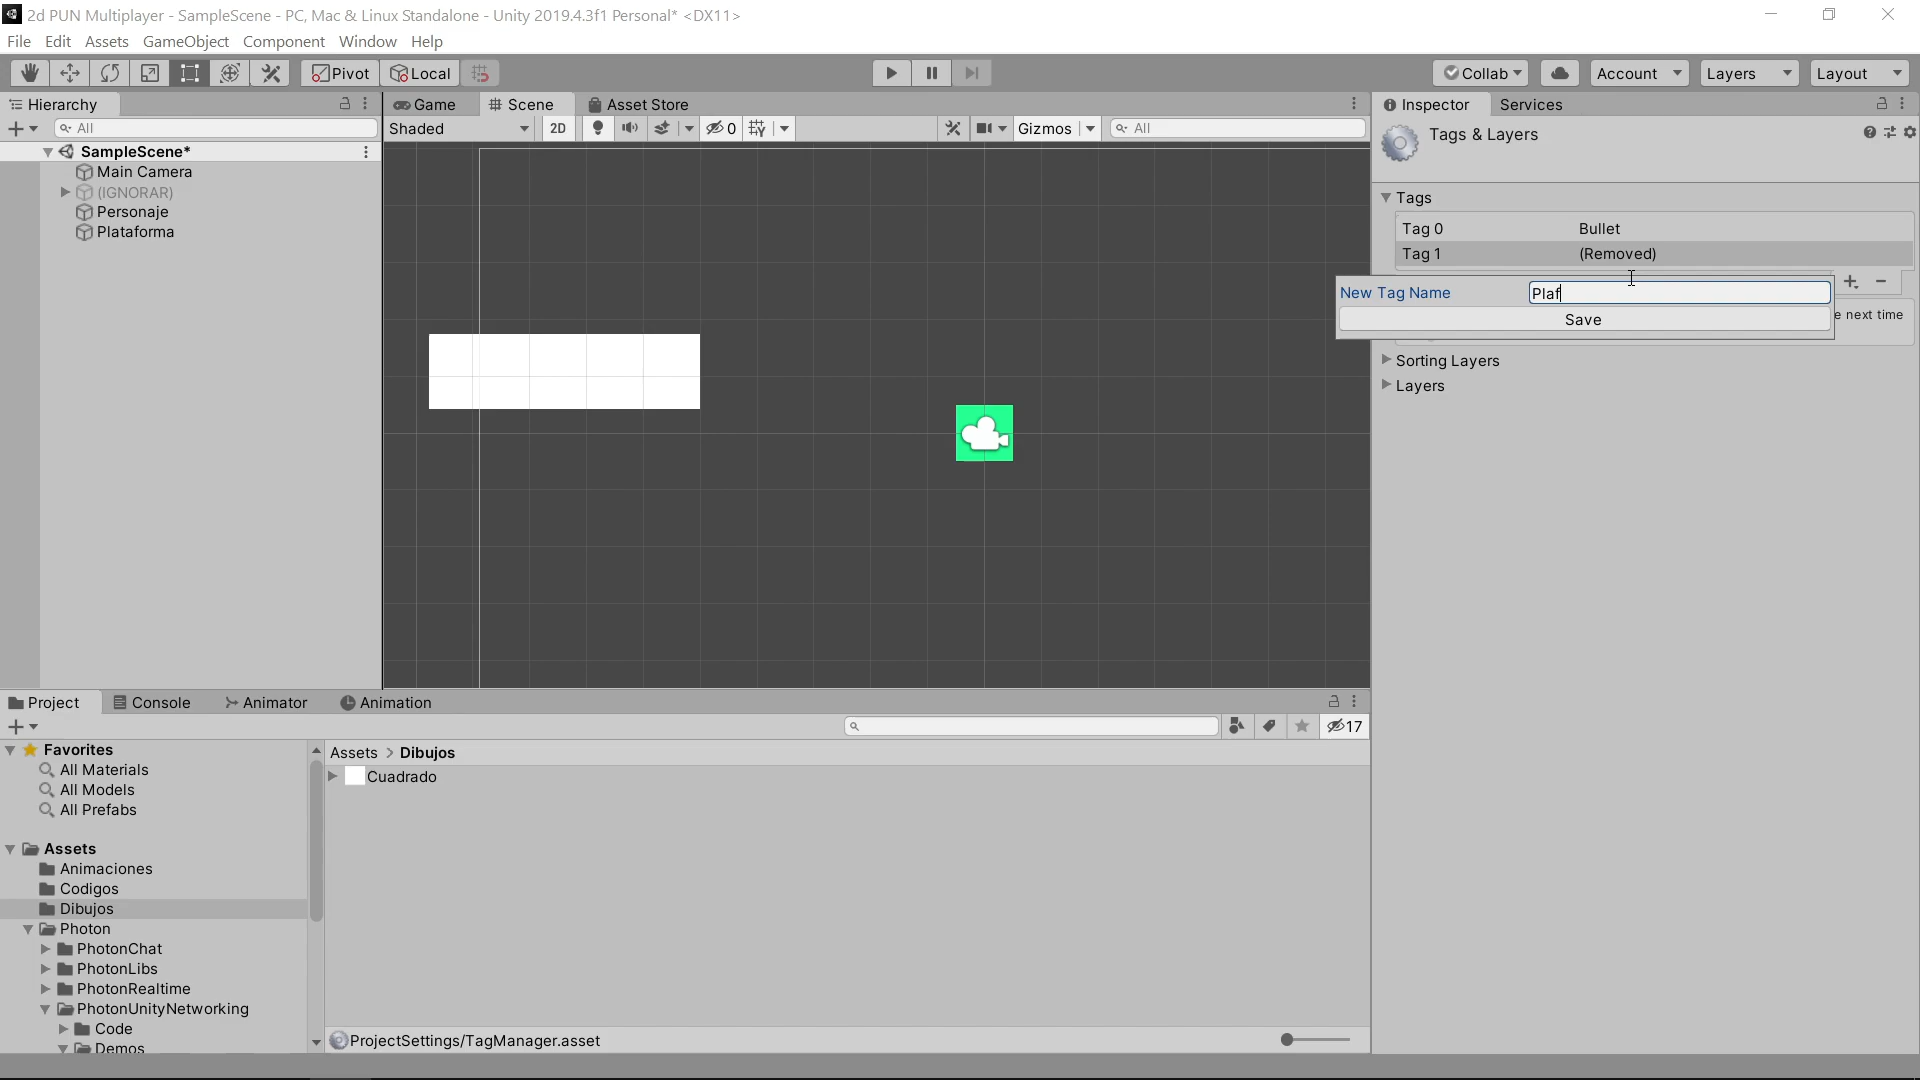 2d PUN Multiplayer - SampleScene - PC, Mac & Linux Standalone - Unity 2019.4.3f1 Personal* <DX11>
File Edit Assets GameObject Component Window Help
Pivot Local Collab Account Layers Layout
Hierarchy Game Scene Asset Store Inspector Services
All Shaded 2D 0 Gizmos All
Tags & Layers
SampleScene*
Main Camera
(IGNORAR)
Personaje
Plataforma
Tags
Tag 0 Bullet
Tag 1 (Removed)
New Tag Name Plaf
Save
e next time
Sorting Layers
Layers
Project Console Animator Animation
17
Favorites
All Materials
All Models
All Prefabs
Assets
Animaciones
Codigos
Dibujos
Photon
PhotonChat
PhotonLibs
PhotonRealtime
PhotonUnityNetworking
Code
Demos
Assets > Dibujos
Cuadrado
ProjectSettings/TagManager.asset